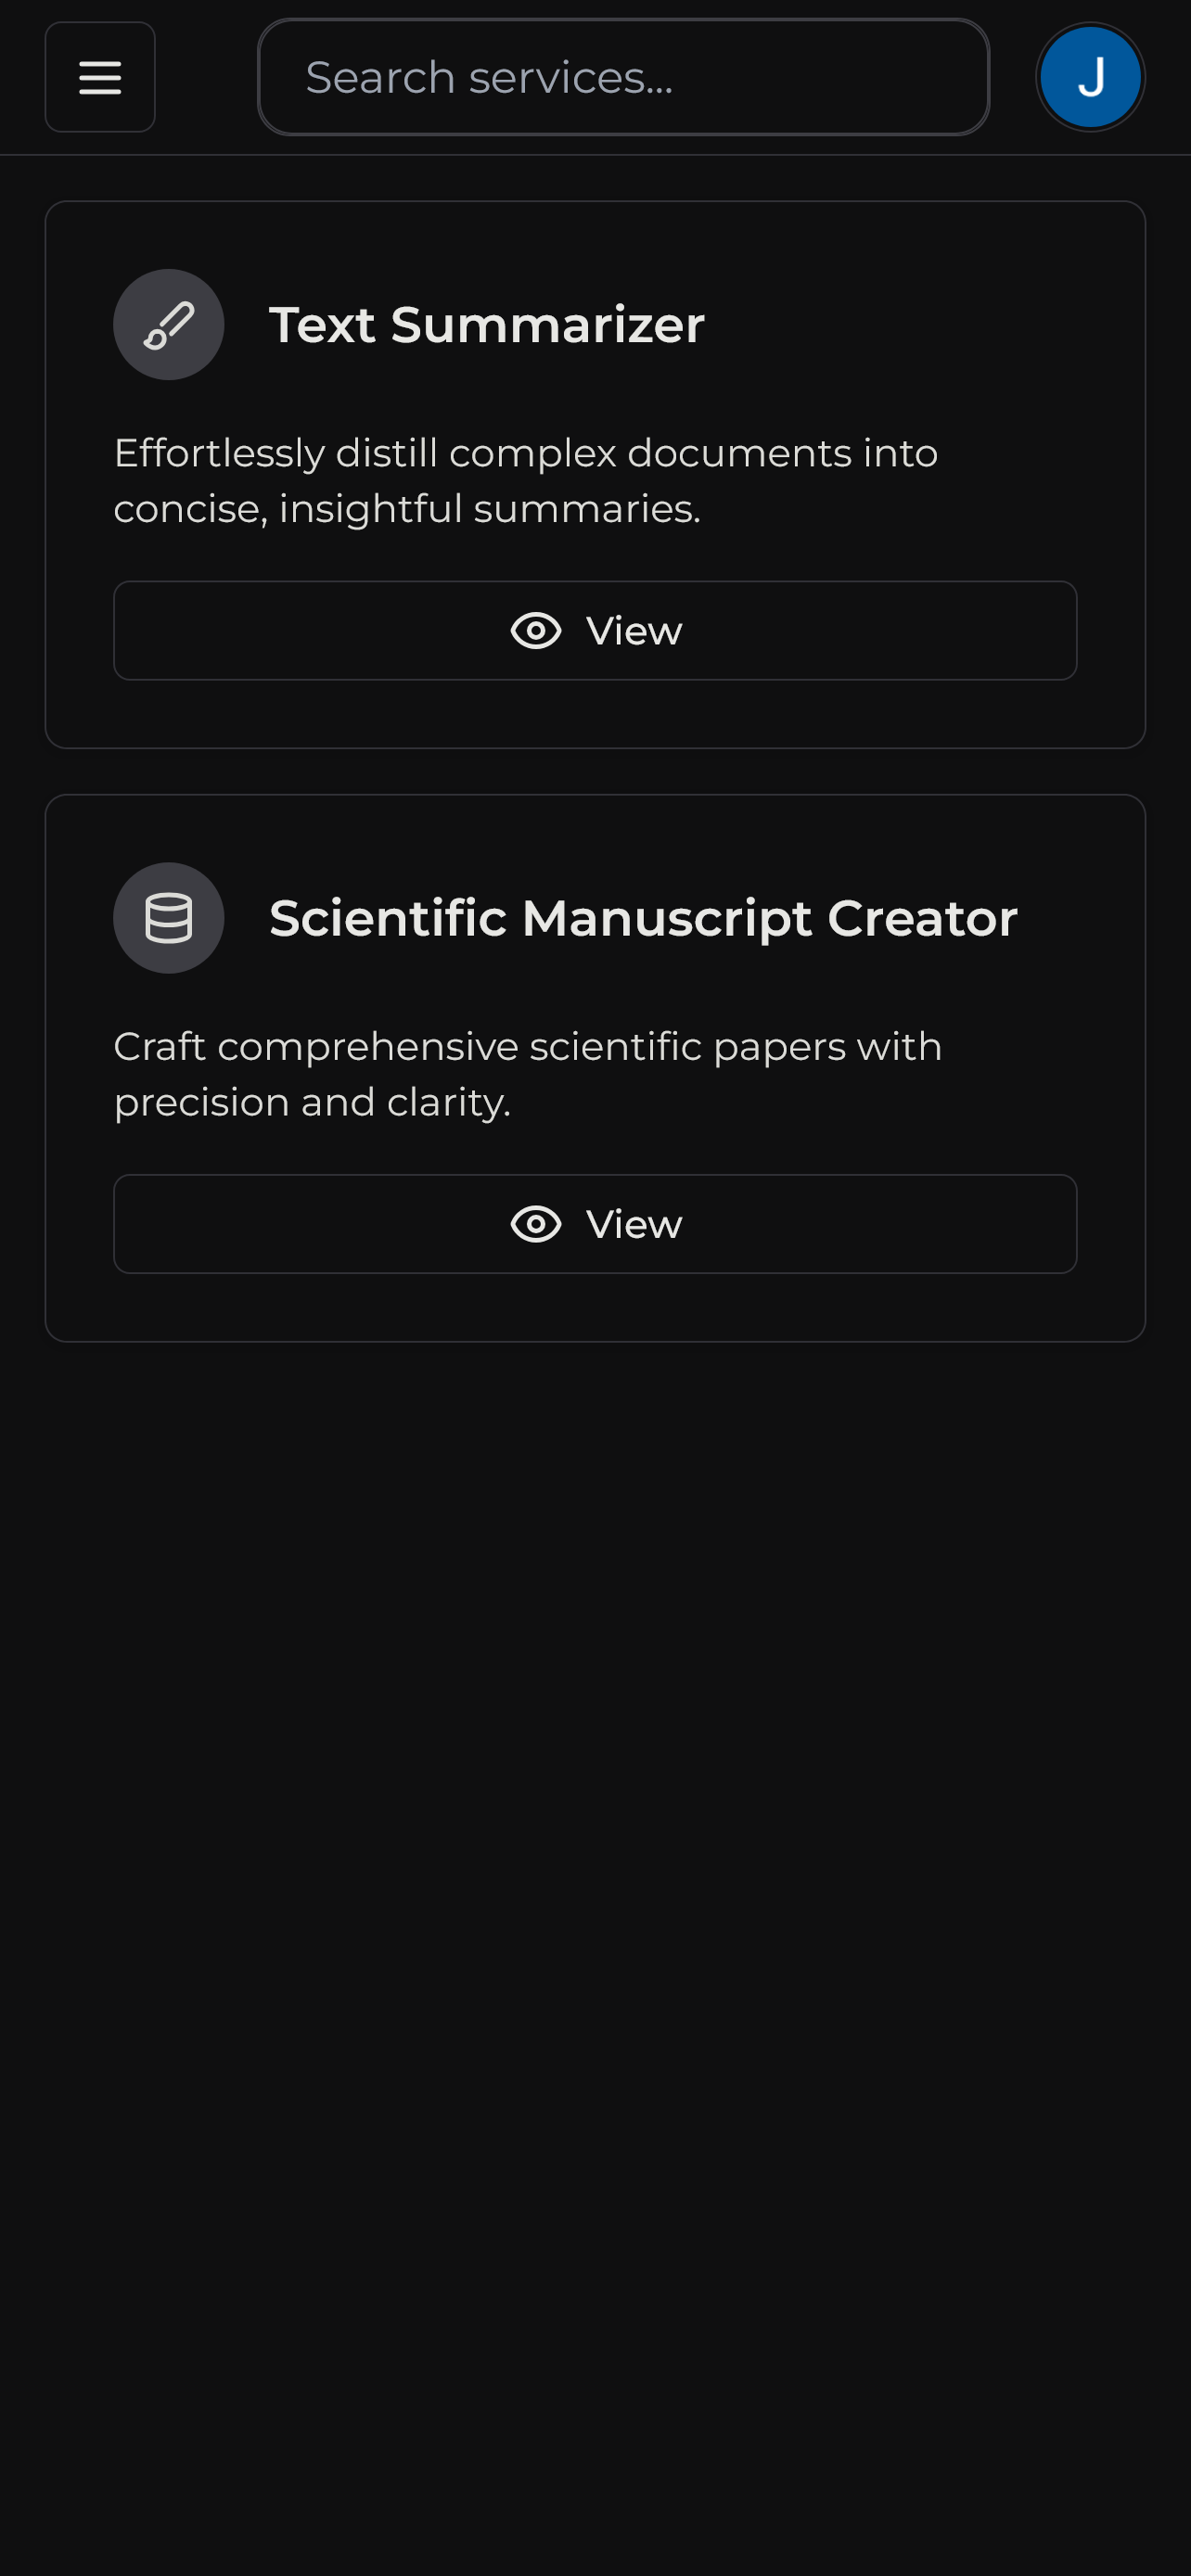 Search services...
J
Text Summarizer
Effortlessly distill complex documents into
concise, insightful summaries.
View
Scientific Manuscript Creator
Craft comprehensive scientific papers with
precision and clarity.
View